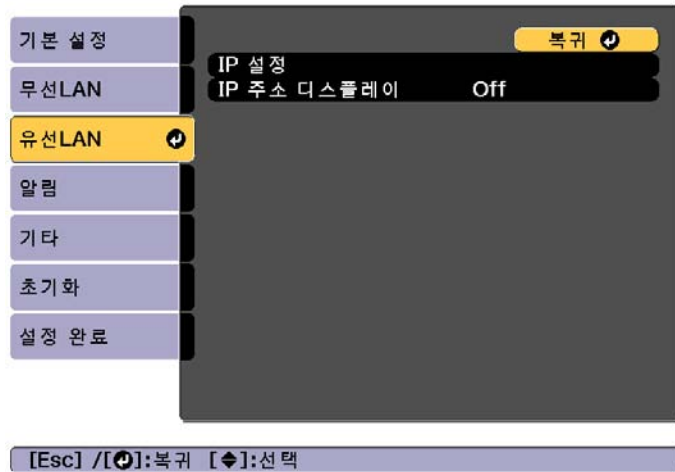 기본 설정
무선LAN
유선LAN
알림
기타
초기화
설정 완료
복귀
IP 설정
IP 주소 디스플레이 Off
[Esc] /[]:복귀 []:선택